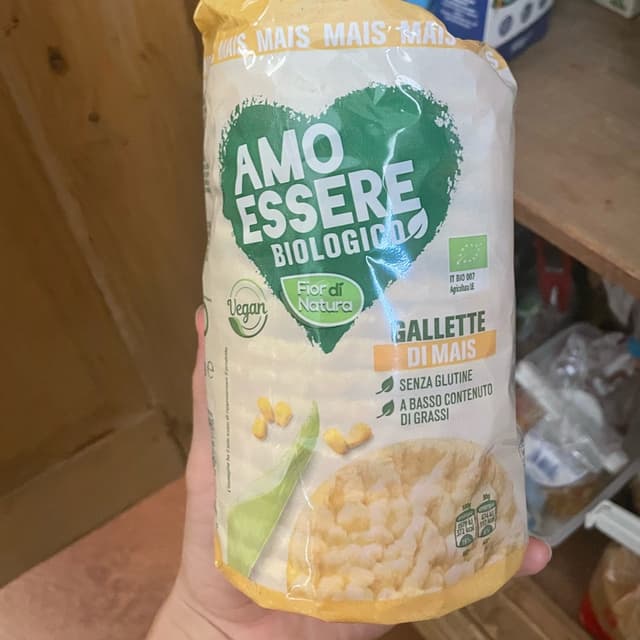 MAIS MAIS MAIS MAIS
AMO
ESSERE
BIOLOGICO
Fior di
Natura
Vegan
IT BIO 007
Agricoltura UE
GALLETTE
DI MAIS
SENZA GLUTINE
A BASSO CONTENUTO
DI GRASSI